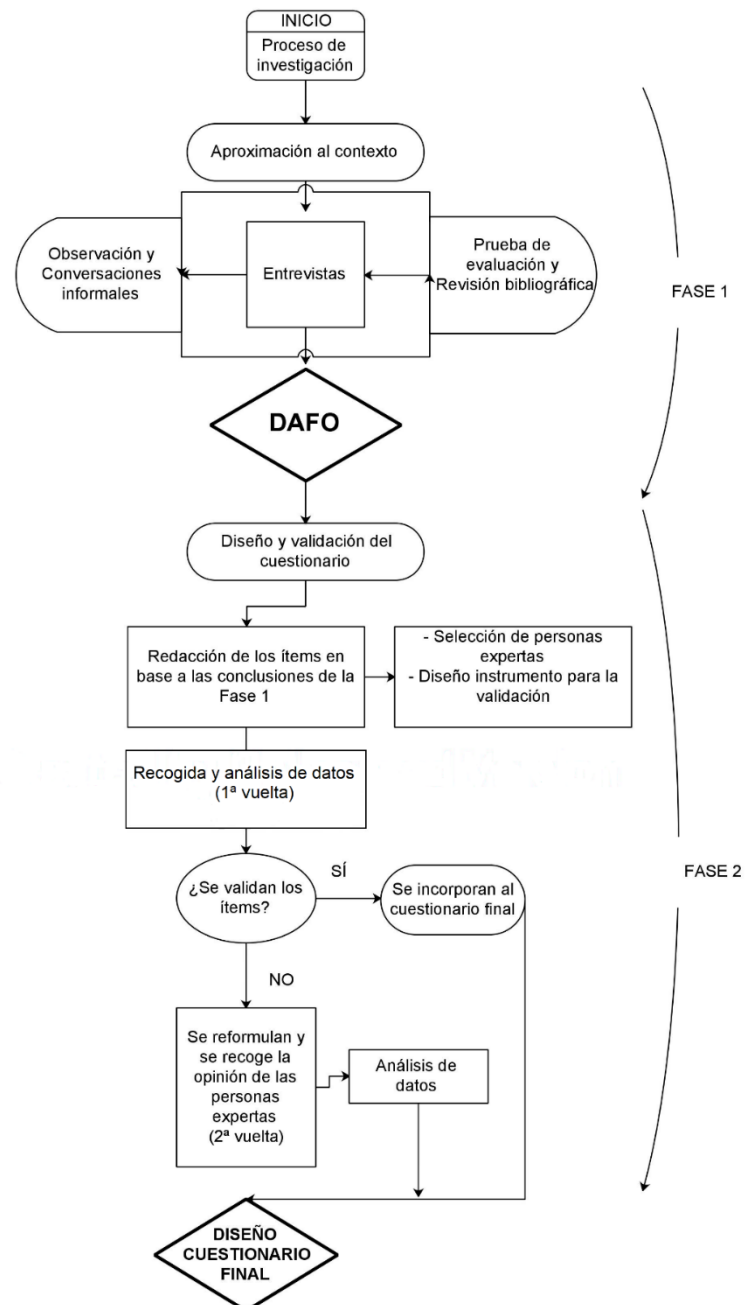 INICIO
Proceso de
investigación
Aproximación al contexto
Observación y
Conversaciones
informales
Entrevistas
Prueba de
evaluación y
Revisión bibliográfica
FASE 1
DAFO
Diseño y validación del
cuestionario
Redacción de los ítems en
base a las conclusiones de la
Fase 1
- Selección de personas
expertas
- Diseño instrumento para la
validación
Recogida y análisis de datos
(1ª vuelta)
¿Se validan los
ítems?
SÍ
Se incorporan al
cuestionario final
FASE 2
NO
Se reformulan y
se recoge la
opinión de las
personas
expertas
(2ª vuelta)
Análisis de
datos
DISEÑO
CUESTIONARIO
FINAL